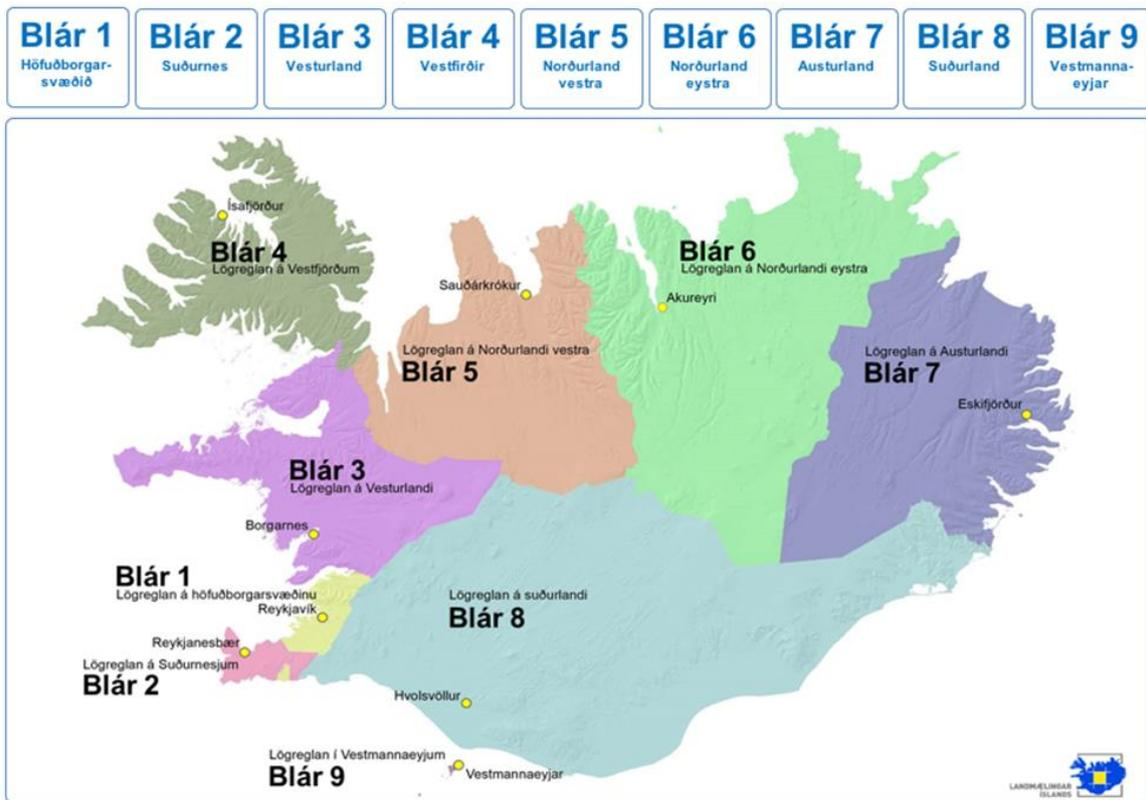 Blár 1
Höfuðborgar-
svæðið
Blár 2
Suðurnes
Blár 3
Vesturland
Blár 4
Vestfirðir
Blár 5
Norðurland
vestra
Blár 6
Norðurland
eystra
Blár 7
Austurland
Blár 8
Suðurland
Blár 9
Vestmanna-
eyjar
Ísafjörður
Blár 4
Lögreglan á Vestfjörðum
Sauðárkrókur
Lögreglan á Norðurlandi vestra
Blár 5
Blár 6
Lögreglan á Norðurlandi eystra
Akureyri
Lögreglan á Austurlandi
Blár 7
Eskifjörður
Blár 3
Lögreglan á Vesturlandi
Borgarnes
Blár 1
Lögreglan á höfuðborgarsvæðinu
Reykjavík
Reykjanesbær
Lögreglan á Suðurnesjum
Blár 2
Lögreglan á suðurlandi
Blár 8
Hvolsvöllur
Lögreglan í Vestmannaeyjum
Blár 9
Vestmannaeyjar
LANDMÆLINGAR
ÍSLANDS